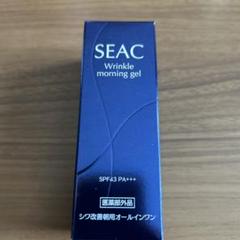 SEAC
Wrinkle
morning gel
SPF43 PA+++
医薬部外品
シワ改善朝用オールインワン